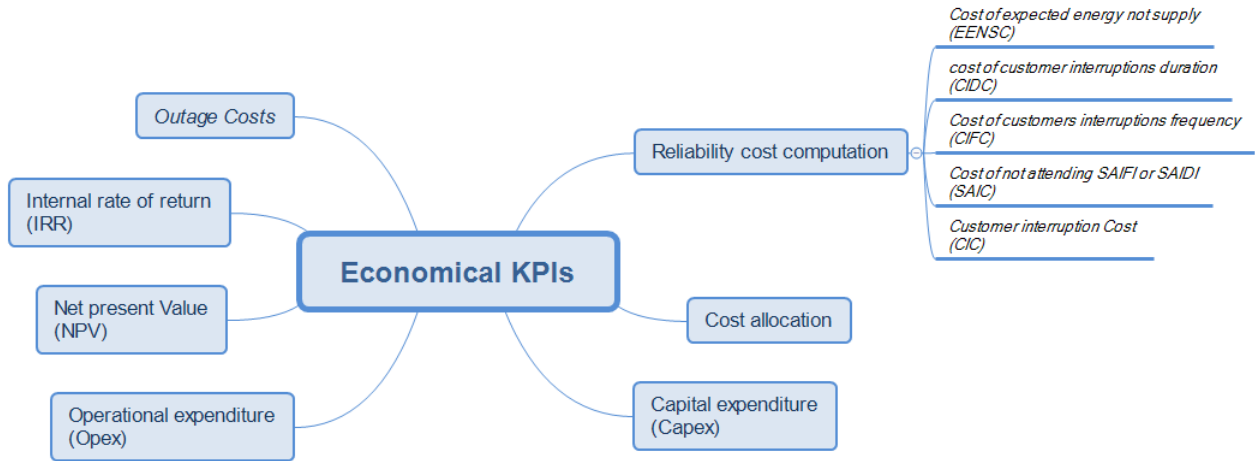 Economical KPIs
Outage Costs
Internal rate of return
(IRR)
Net present Value
(NPV)
Operational expenditure
(Opex)
Reliability cost computation
Cost of expected energy not supply
(EENSC)
cost of customer interruptions duration
(CIDC)
Cost of customers interruptions frequency
(CIFC)
Cost of not attending SAIFI or SAIDI
(SAIC)
Customer interruption Cost
(CIC)
Cost allocation
Capital expenditure
(Capex)